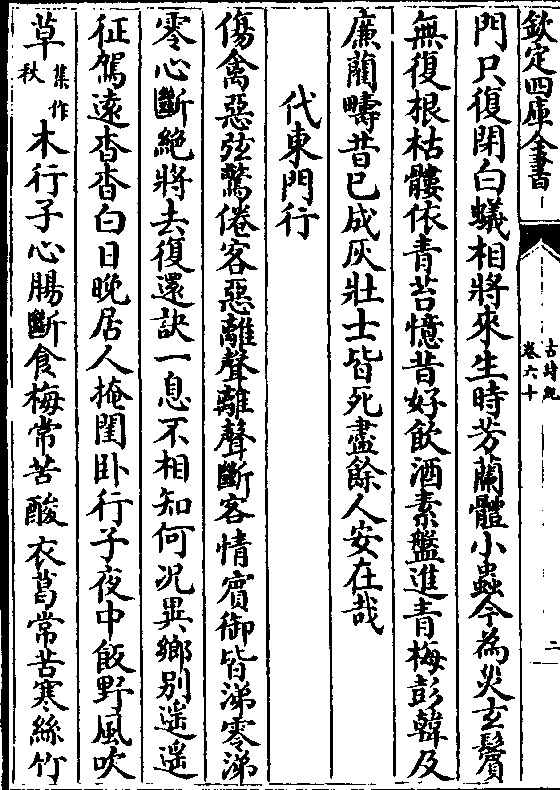 欽定四庫全書
古詩紀
卷六十
二
門只復閉白蟻相將來生時芳蘭體小蟲今為災玄鬢
無復根枯髏依青苔憶昔好飲酒素盤進青梅彭韓及
廉藺疇昔已成灰壯士皆死盡餘人安在哉
代東門行
傷禽惡弦驚倦客惡離聲離聲斷客情賓御皆涕零涕
零心斷絕將去復還訣一息不相知何况異鄉别遥遥
征駕遠杳杳白日晚居人掩閨卧行子夜中飯野風吹
草集作秋木行子心腸斷食梅常苦酸衣葛常苦寒絲竹